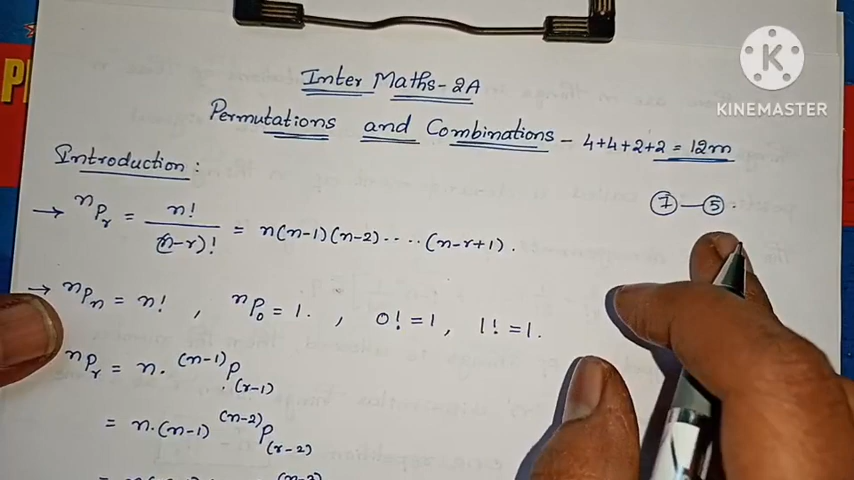 KINEMASTER
Inter Maths-2A
Permutations and Combinations - 4+4+2+2 = 12m
Introduction :
① — ⑤ .
→ ⁿPᵣ = n! / (n-r)! = n(n-1)(n-2)....(n-r+1).
→ ⁿPₙ = n! , ⁿP₀ = 1. , 0! = 1, 1! = 1.
ⁿPᵣ = n. ⁽ⁿ⁻¹⁾P₍ᵣ₋₁₎
= n.(n-1) ⁽ⁿ⁻²⁾P₍ᵣ₋₂₎